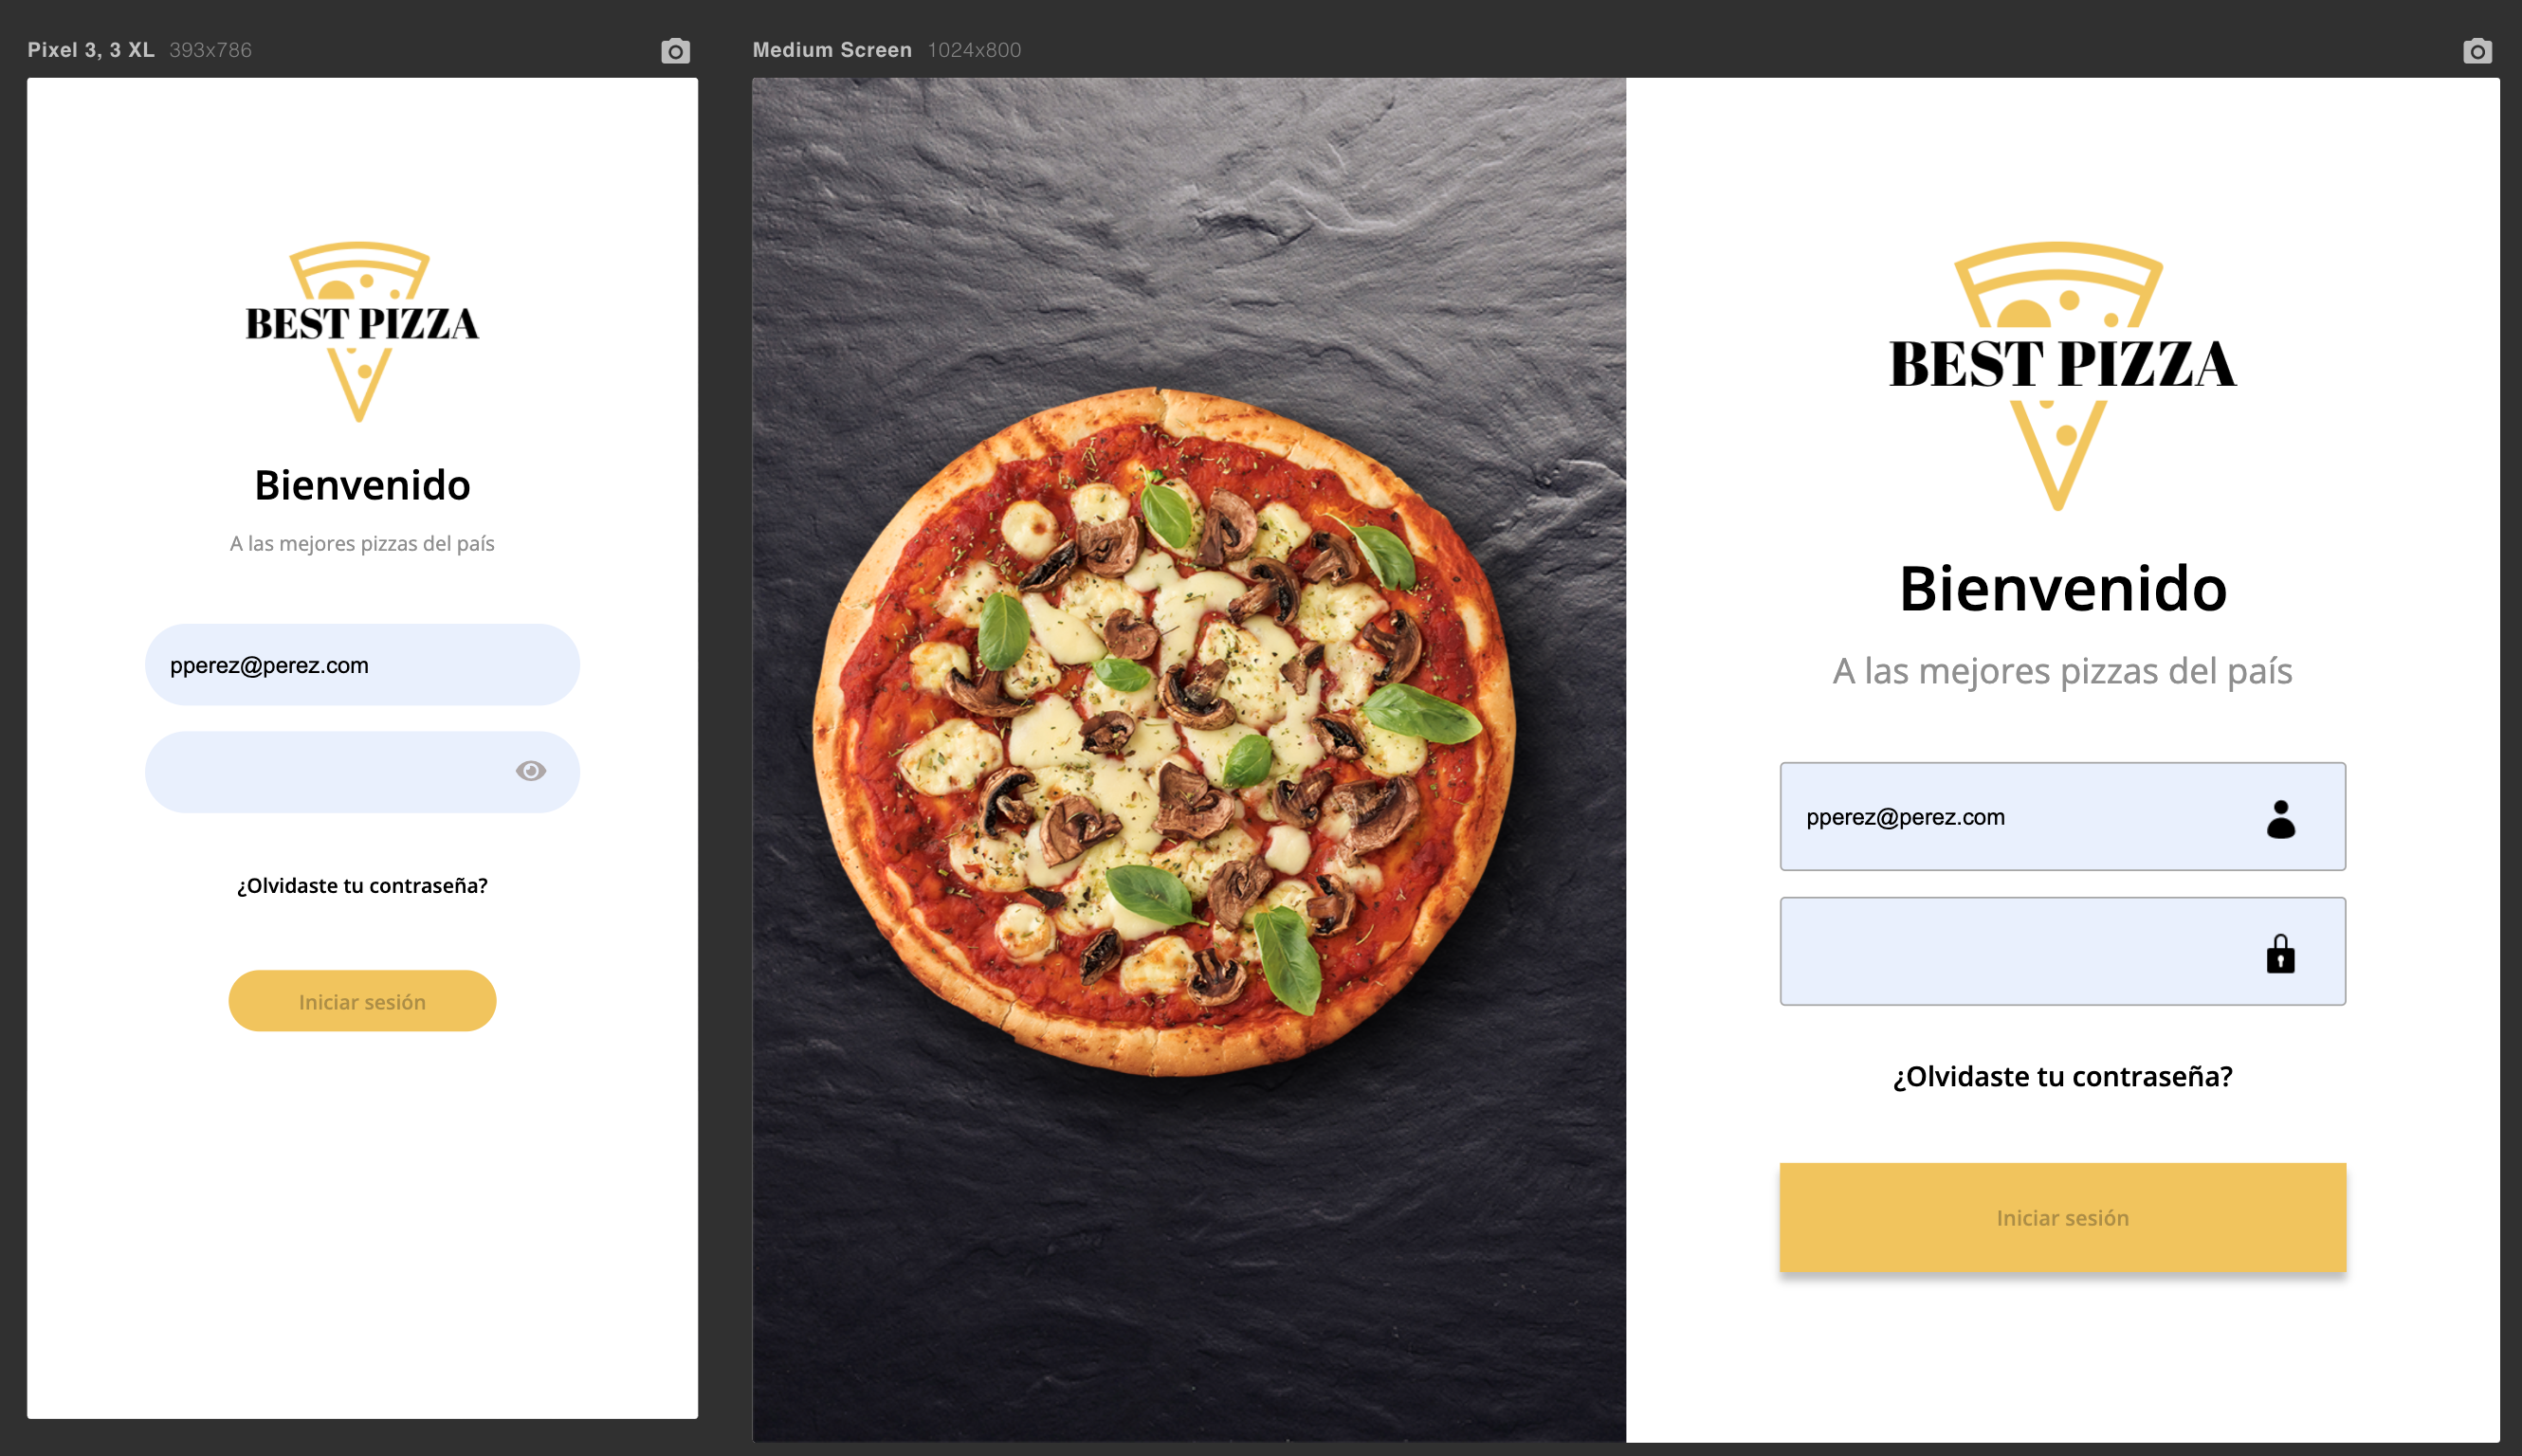 Pixel 3, 3 XL 393x786
BEST PIZZA
Bienvenido
A las mejores pizzas del país
pperez@perez.com
¿Olvidaste tu contraseña?
Iniciar sesión
Medium Screen 1024x800
BEST PIZZA
Bienvenido
A las mejores pizzas del país
pperez@perez.com
¿Olvidaste tu contraseña?
Iniciar sesión